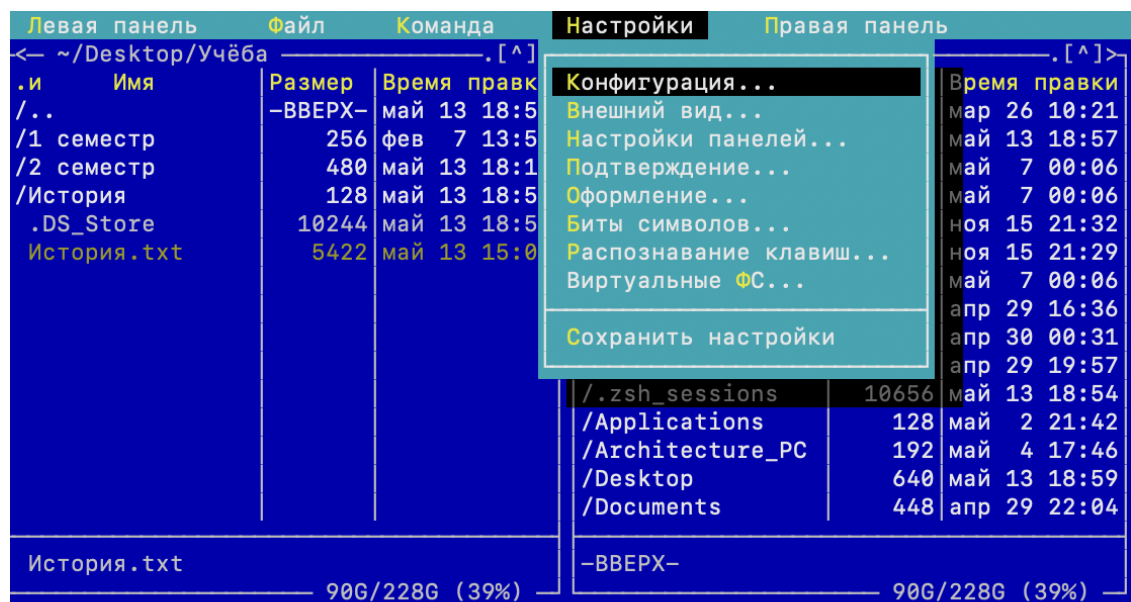 Левая панель Файл Команда Настройки Правая панель
<— ~/Desktop/Учёба .[^] .[^]>
.и Имя Размер Время правк Конфигурация... Время правки
/.. —ВВЕРХ— май 13 18:5 Внешний вид... мар 26 10:21
/1 семестр 256 фев 7 13:5 Настройки панелей... май 13 18:57
/2 семестр 480 май 13 18:1 Подтверждение... май 7 00:06
/История 128 май 13 18:5 Оформление... май 7 00:06
.DS_Store 10244 май 13 18:5 Биты символов... ноя 15 21:32
История.txt 5422 май 13 15:0 Распознавание клавиш... ноя 15 21:29
Виртуальные ФС... май 7 00:06
апр 29 16:36
Сохранить настройки апр 30 00:31
апр 29 19:57
/.zsh_sessions 10656 май 13 18:54
/Applications 128 май 2 21:42
/Architecture_PC 192 май 4 17:46
/Desktop 640 май 13 18:59
/Documents 448 апр 29 22:04
История.txt —ВВЕРХ—
90G/228G (39%) 90G/228G (39%)